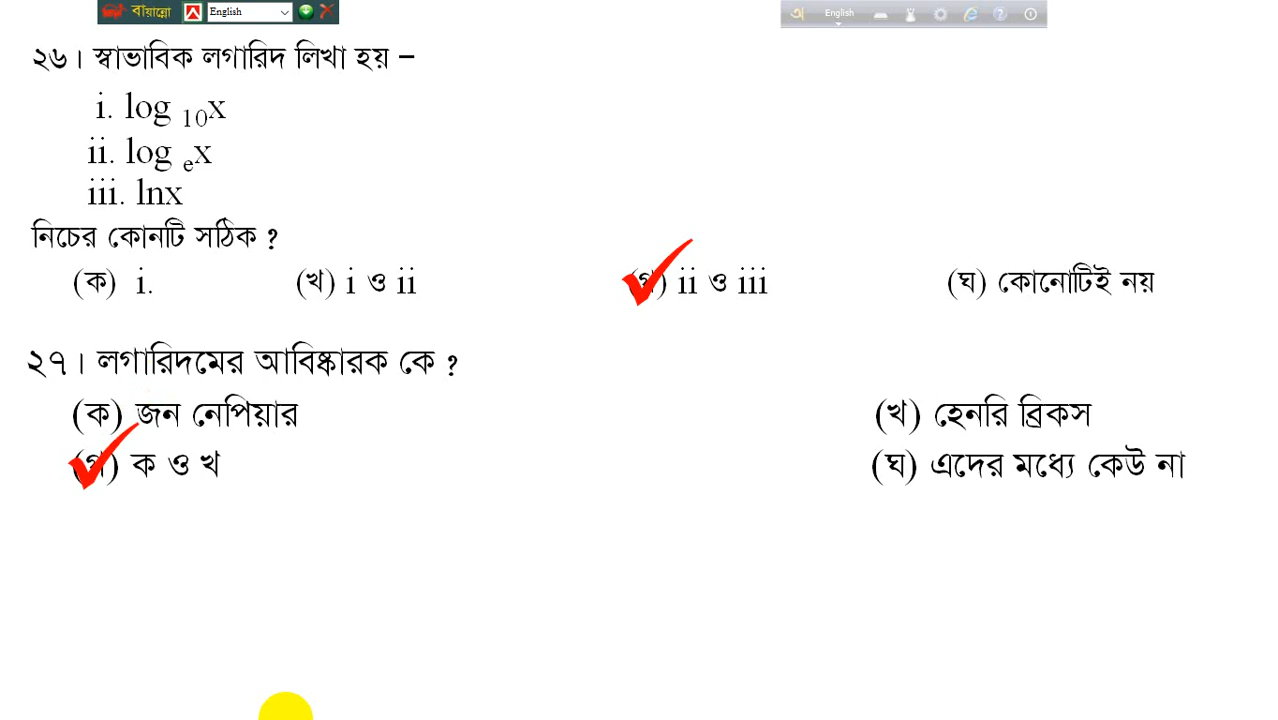 বায়ান্নো English অ English
২৬। স্বাভাবিক লগারিদ লিখা হয় –
i. log 10x
ii. log ex
iii. lnx
নিচের কোনটি সঠিক ?
(ক) i. (খ) i ও ii (গ) ii ও iii (ঘ) কোনোটিই নয়
২৭। লগারিদমের আবিষ্কারক কে ?
(ক) জন নেপিয়ার (খ) হেনরি ব্রিকস
(গ) ক ও খ (ঘ) এদের মধ্যে কেউ না